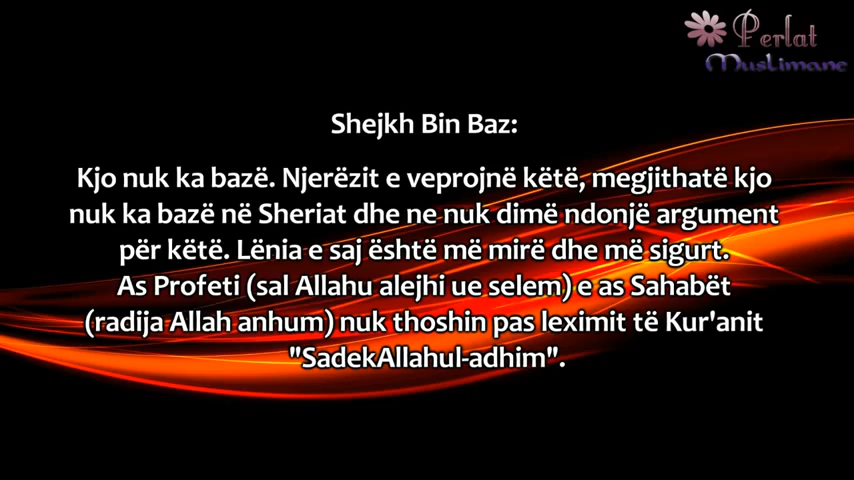 Perlat
Muslimane
Shejkh Bin Baz:
Kjo nuk ka bazë. Njerëzit e veprojnë këtë, megjithatë kjo
nuk ka bazë në Sheriat dhe ne nuk dimë ndonjë argument
për këtë. Lënia e saj është më mirë dhe më sigurt.
As Profeti (sal Allahu alejhi ue selem) e as Sahabët
(radija Allah anhum) nuk thoshin pas leximit të Kur'anit
"SadekAllahul-adhim".